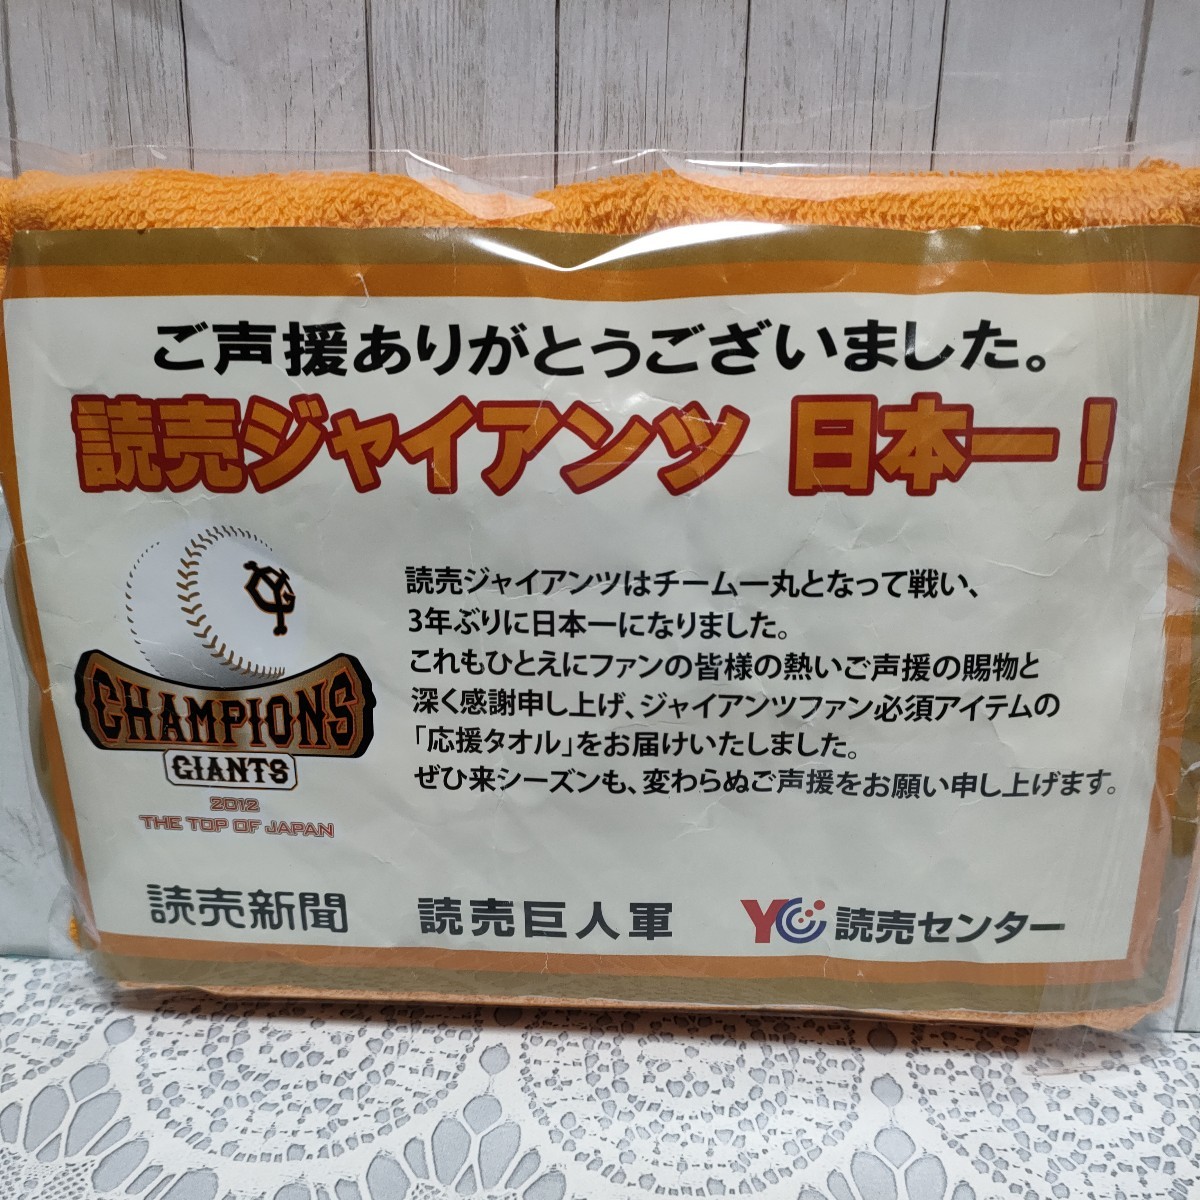 ご声援ありがとうございました。
読売ジャイアンツ 日本一！
読売ジャイアンツはチーム一丸となって戦い、
3年ぶりに日本一になりました。
これもひとえにファンの皆様の熱いご声援の賜物と
深く感謝申し上げ、ジャイアンツファン必須アイテムの
「応援タオル」をお届けいたしました。
ぜひ来シーズンも、変わらぬご声援をお願い申し上げます。
CHAMPIONS
GIANTS
2012
THE TOP OF JAPAN
読売新聞 読売巨人軍 YC 読売センター